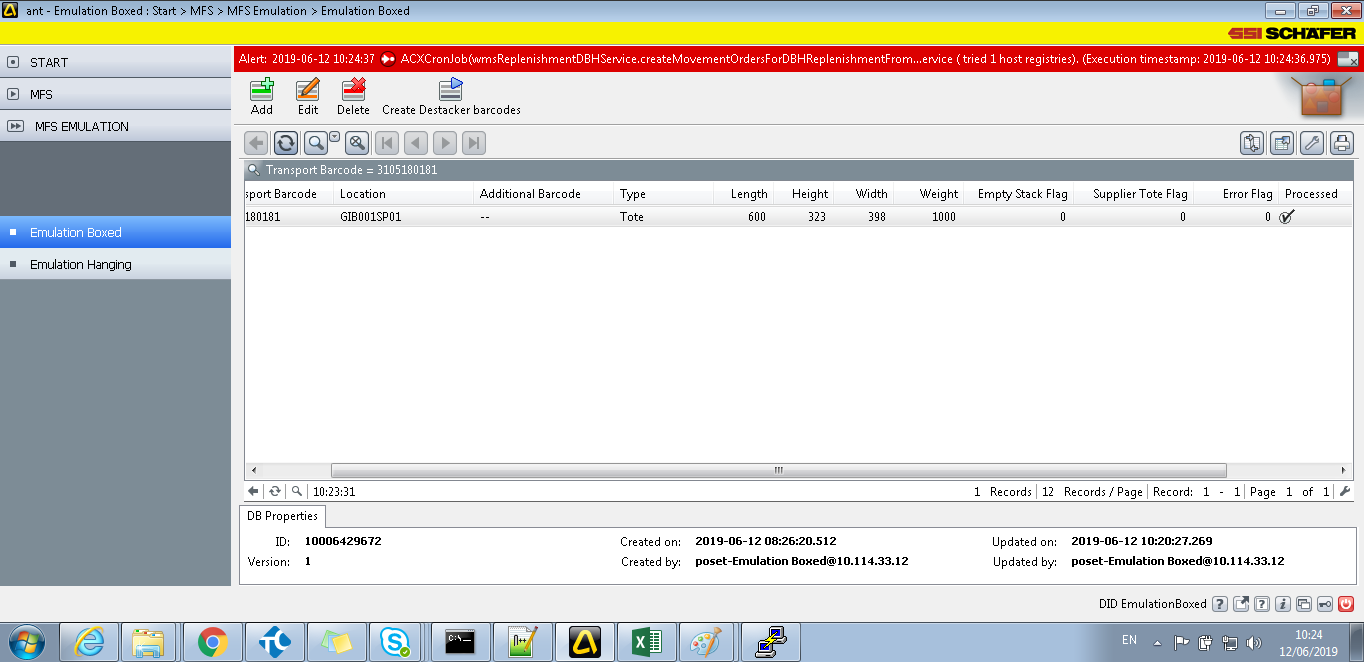 ant - Emulation Boxed : Start > MFS > MFS Emulation > Emulation Boxed
SSI SCHÄFER
START
MFS
MFS EMULATION
Emulation Boxed
Emulation Hanging
Alert: 2019-06-12 10:24:37 ACXCronJob(wmsReplenishmentDBHService.createMovementOrdersForDBHReplenishmentFrom...ervice ( tried 1 host registries). (Execution timestamp: 2019-06-12 10:24:36.975)
Add Edit Delete Create Destacker barcodes
Transport Barcode = 3105180181
sport Barcode Location Additional Barcode Type Length Height Width Weight Empty Stack Flag Supplier Tote Flag Error Flag Processed
180181 GIB001SP01 -- Tote 600 323 398 1000 0 0 0
10:23:31 1 Records 12 Records / Page Record: 1 - 1 Page 1 of 1
DB Properties
ID: 10006429672 Created on: 2019-06-12 08:26:20.512 Updated on: 2019-06-12 10:20:27.269
Version: 1 Created by: poset-Emulation Boxed@10.114.33.12 Updated by: poset-Emulation Boxed@10.114.33.12
DID EmulationBoxed
EN 10:24
12/06/2019